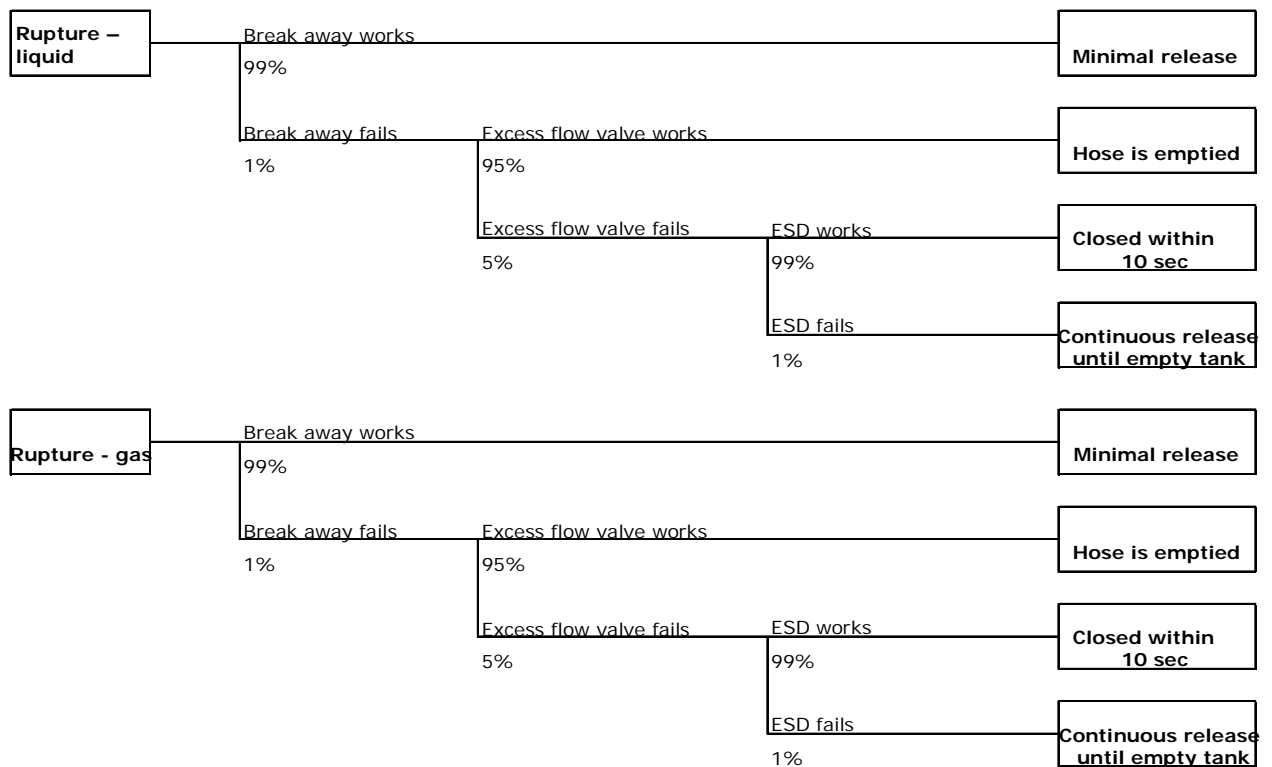 Rupture –
liquid
Break away works
99%
Minimal release
Break away fails
1%
Excess flow valve works
95%
Hose is emptied
Excess flow valve fails
5%
ESD works
99%
Closed within
10 sec
ESD fails
1%
Continuous release
until empty tank
Rupture - gas
Break away works
99%
Minimal release
Break away fails
1%
Excess flow valve works
95%
Hose is emptied
Excess flow valve fails
5%
ESD works
99%
Closed within
10 sec
ESD fails
1%
Continuous release
until empty tank